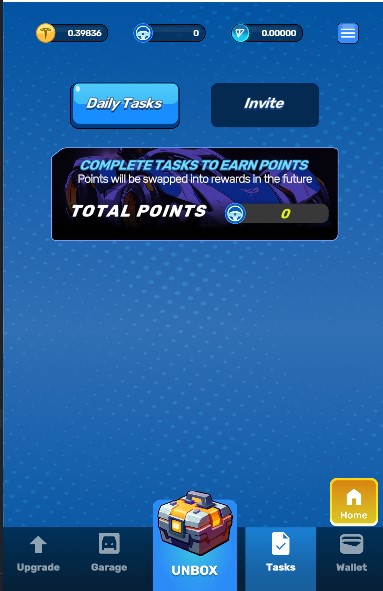 0.39836
0
0.00000
Daily Tasks
Invite
COMPLETE TASKS TO EARN POINTS
Points will be swapped into rewards in the future
TOTAL POINTS
0
Home
Upgrade
Garage
UNBOX
Tasks
Wallet